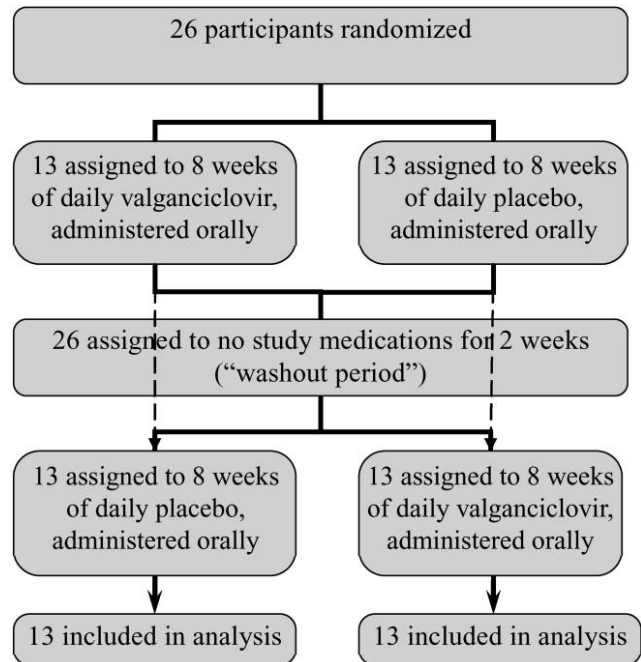 26 participants randomized
13 assigned to 8 weeks
of daily valganciclovir,
administered orally
13 assigned to 8 weeks
of daily placebo,
administered orally
26 assigned to no study medications for 2 weeks
(“washout period”)
13 assigned to 8 weeks
of daily placebo,
administered orally
13 assigned to 8 weeks
of daily valganciclovir,
administered orally
13 included in analysis
13 included in analysis